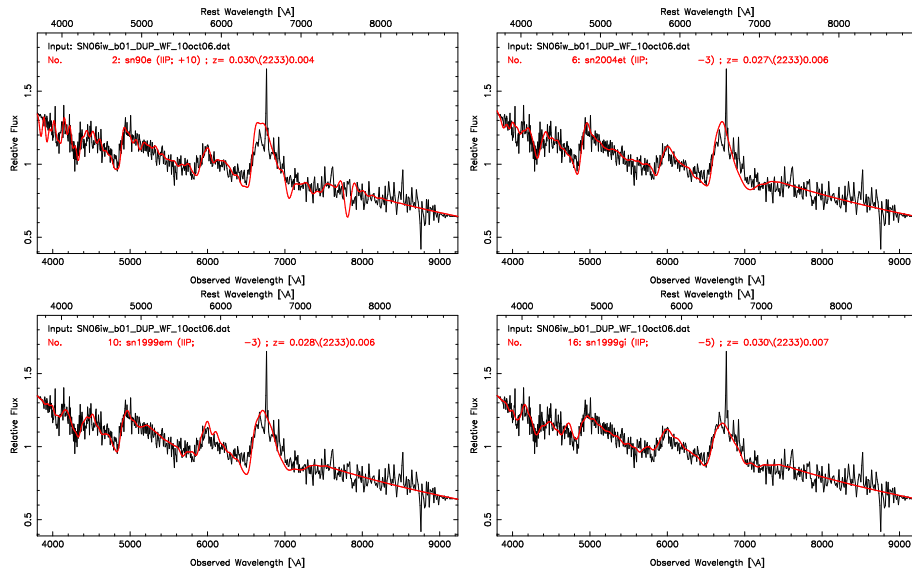 Rest Wavelength [\A]
4000 5000 6000 7000 8000
Input: SN06iw_b01_DUP_WF_10oct06.dat
No. 2: sn90e (IIP; +10) ; z= 0.030\(2233)0.004
Relative Flux
1.5
1
0.5
4000 5000 6000 7000 8000 9000
Observed Wavelength [\A]
Rest Wavelength [\A]
4000 5000 6000 7000 8000
Input: SN06iw_b01_DUP_WF_10oct06.dat
No. 6: sn2004et (IIP; -3) ; z= 0.027\(2233)0.006
Relative Flux
1.5
1
0.5
4000 5000 6000 7000 8000 9000
Observed Wavelength [\A]
Rest Wavelength [\A]
4000 5000 6000 7000 8000
Input: SN06iw_b01_DUP_WF_10oct06.dat
No. 10: sn1999em (IIP; -3) ; z= 0.028\(2233)0.006
Relative Flux
1.5
1
0.5
4000 5000 6000 7000 8000 9000
Observed Wavelength [\A]
Rest Wavelength [\A]
4000 5000 6000 7000 8000
Input: SN06iw_b01_DUP_WF_10oct06.dat
No. 16: sn1999gi (IIP; -5) ; z= 0.030\(2233)0.007
Relative Flux
1.5
1
0.5
4000 5000 6000 7000 8000 9000
Observed Wavelength [\A]